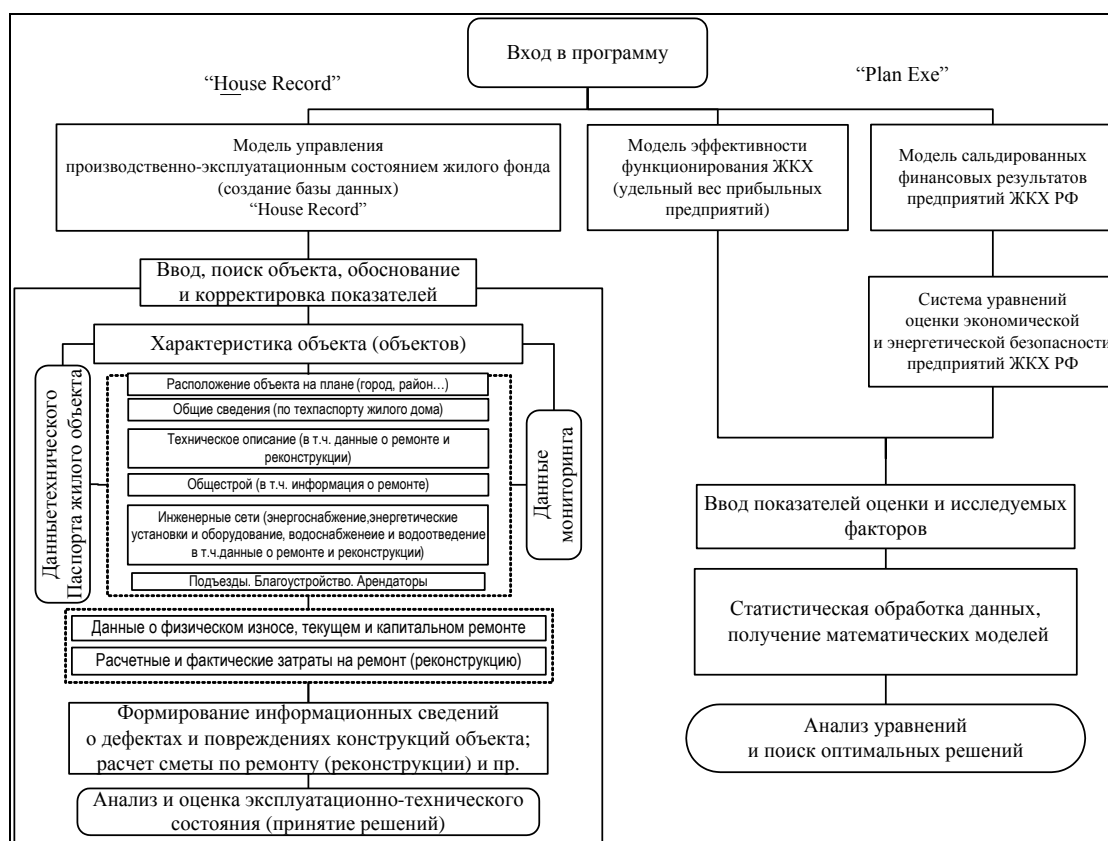 Вход в программу
“House Record”
“Plan Exe”
Модель управления
производственно-эксплуатационным состоянием жилого фонда
(создание базы данных)
“House Record”
Модель эффективности
функционирования ЖКХ
(удельный вес прибыльных
предприятий)
Модель сальдированных
финансовых результатов
предприятий ЖКХ РФ
Ввод, поиск объекта, обоснование
и корректировка показателей
Система уравнений
оценки экономической
и энергетической безопасности
предприятий ЖКХ РФ
Характеристика объекта (объектов)
Данныетехнического
Паспорта жилого объекта
Расположение объекта на плане (город, район...)
Общие сведения (по техпаспорту жилого дома)
Техническое описание (в т.ч. данные о ремонте и
реконструкции)
Общестрой (в т.ч. информация о ремонте)
Инженерные сети (энергоснабжение,энергетические
установки и оборудование, водоснабженеие и водоотведение
в т.ч.данные о ремонте и реконструкции)
Подъезды. Благоустройство. Арендаторы
Данные
мониторинга
Ввод показателей оценки и исследуемых
факторов
Данные о физическом износе, текущем и капитальном ремонте
Расчетные и фактические затраты на ремонт (реконструкцию)
Статистическая обработка данных,
получение математических моделей
Формирование информационных сведений
о дефектах и повреждениях конструкций объекта;
расчет сметы по ремонту (реконструкции) и пр.
Анализ уравнений
и поиск оптимальных решений
Анализ и оценка эксплуатационно-технического
состояния (принятие решений)